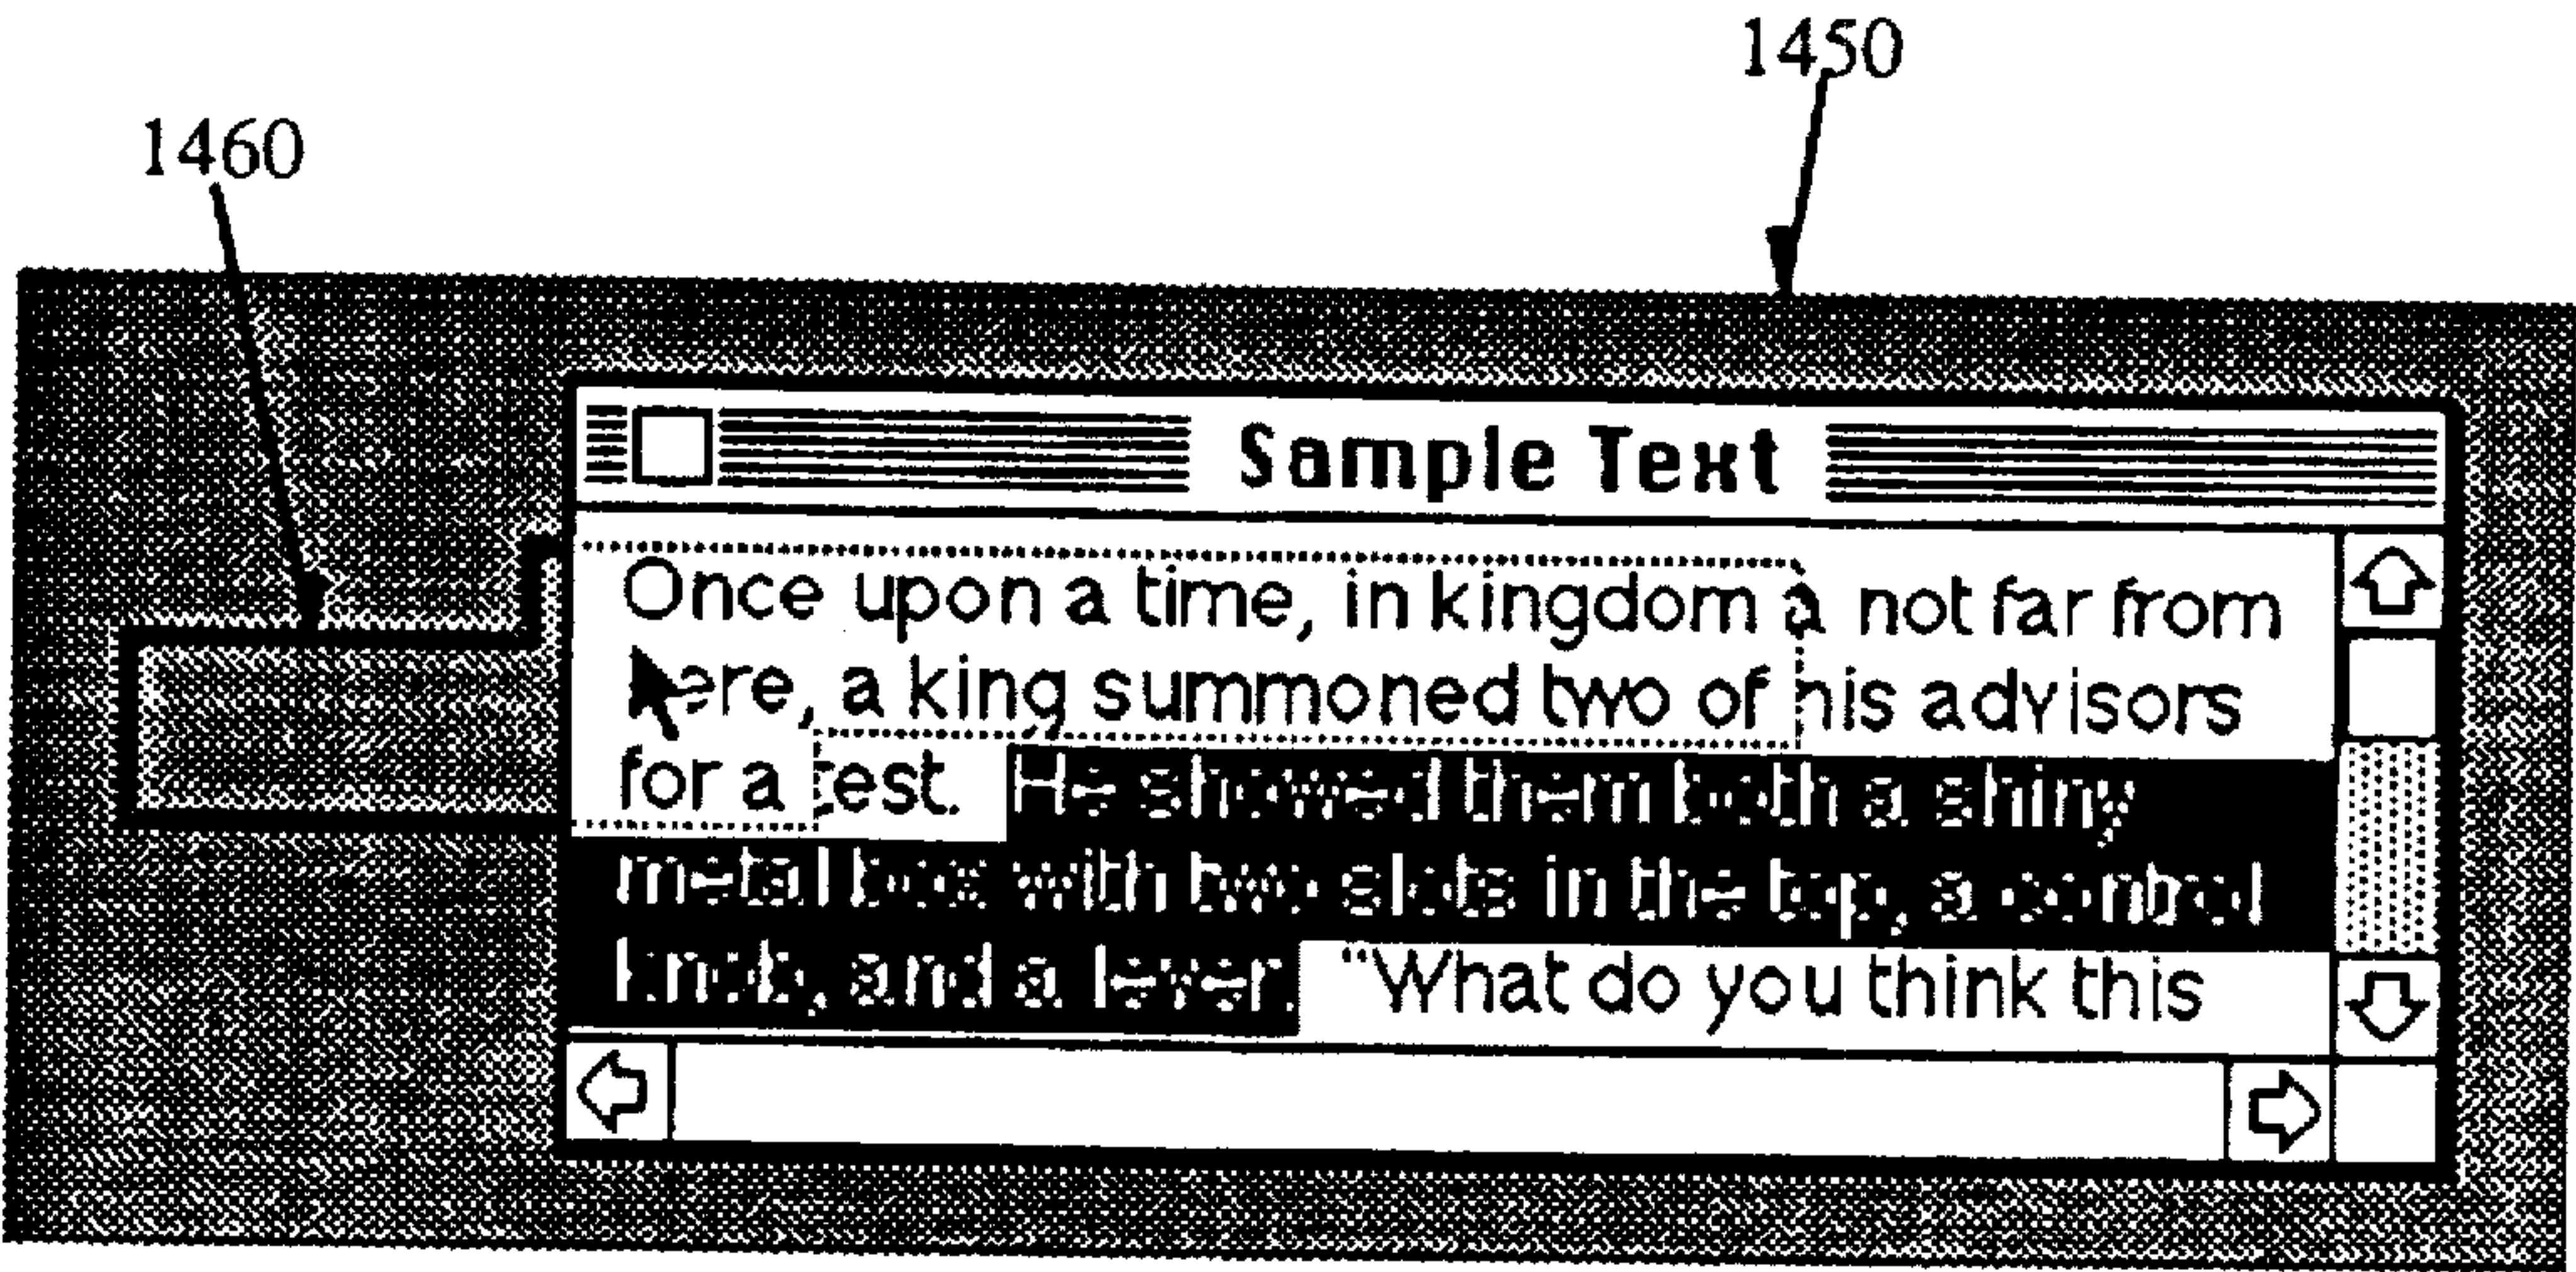 1450
1460
Sample Text
Once upon a time, in kingdom a not far from
here, a king summoned two of his advisors
for a test. He showed them both a shiny
metal box with two slots in the top, a control
knob, and a lever. "What do you think this